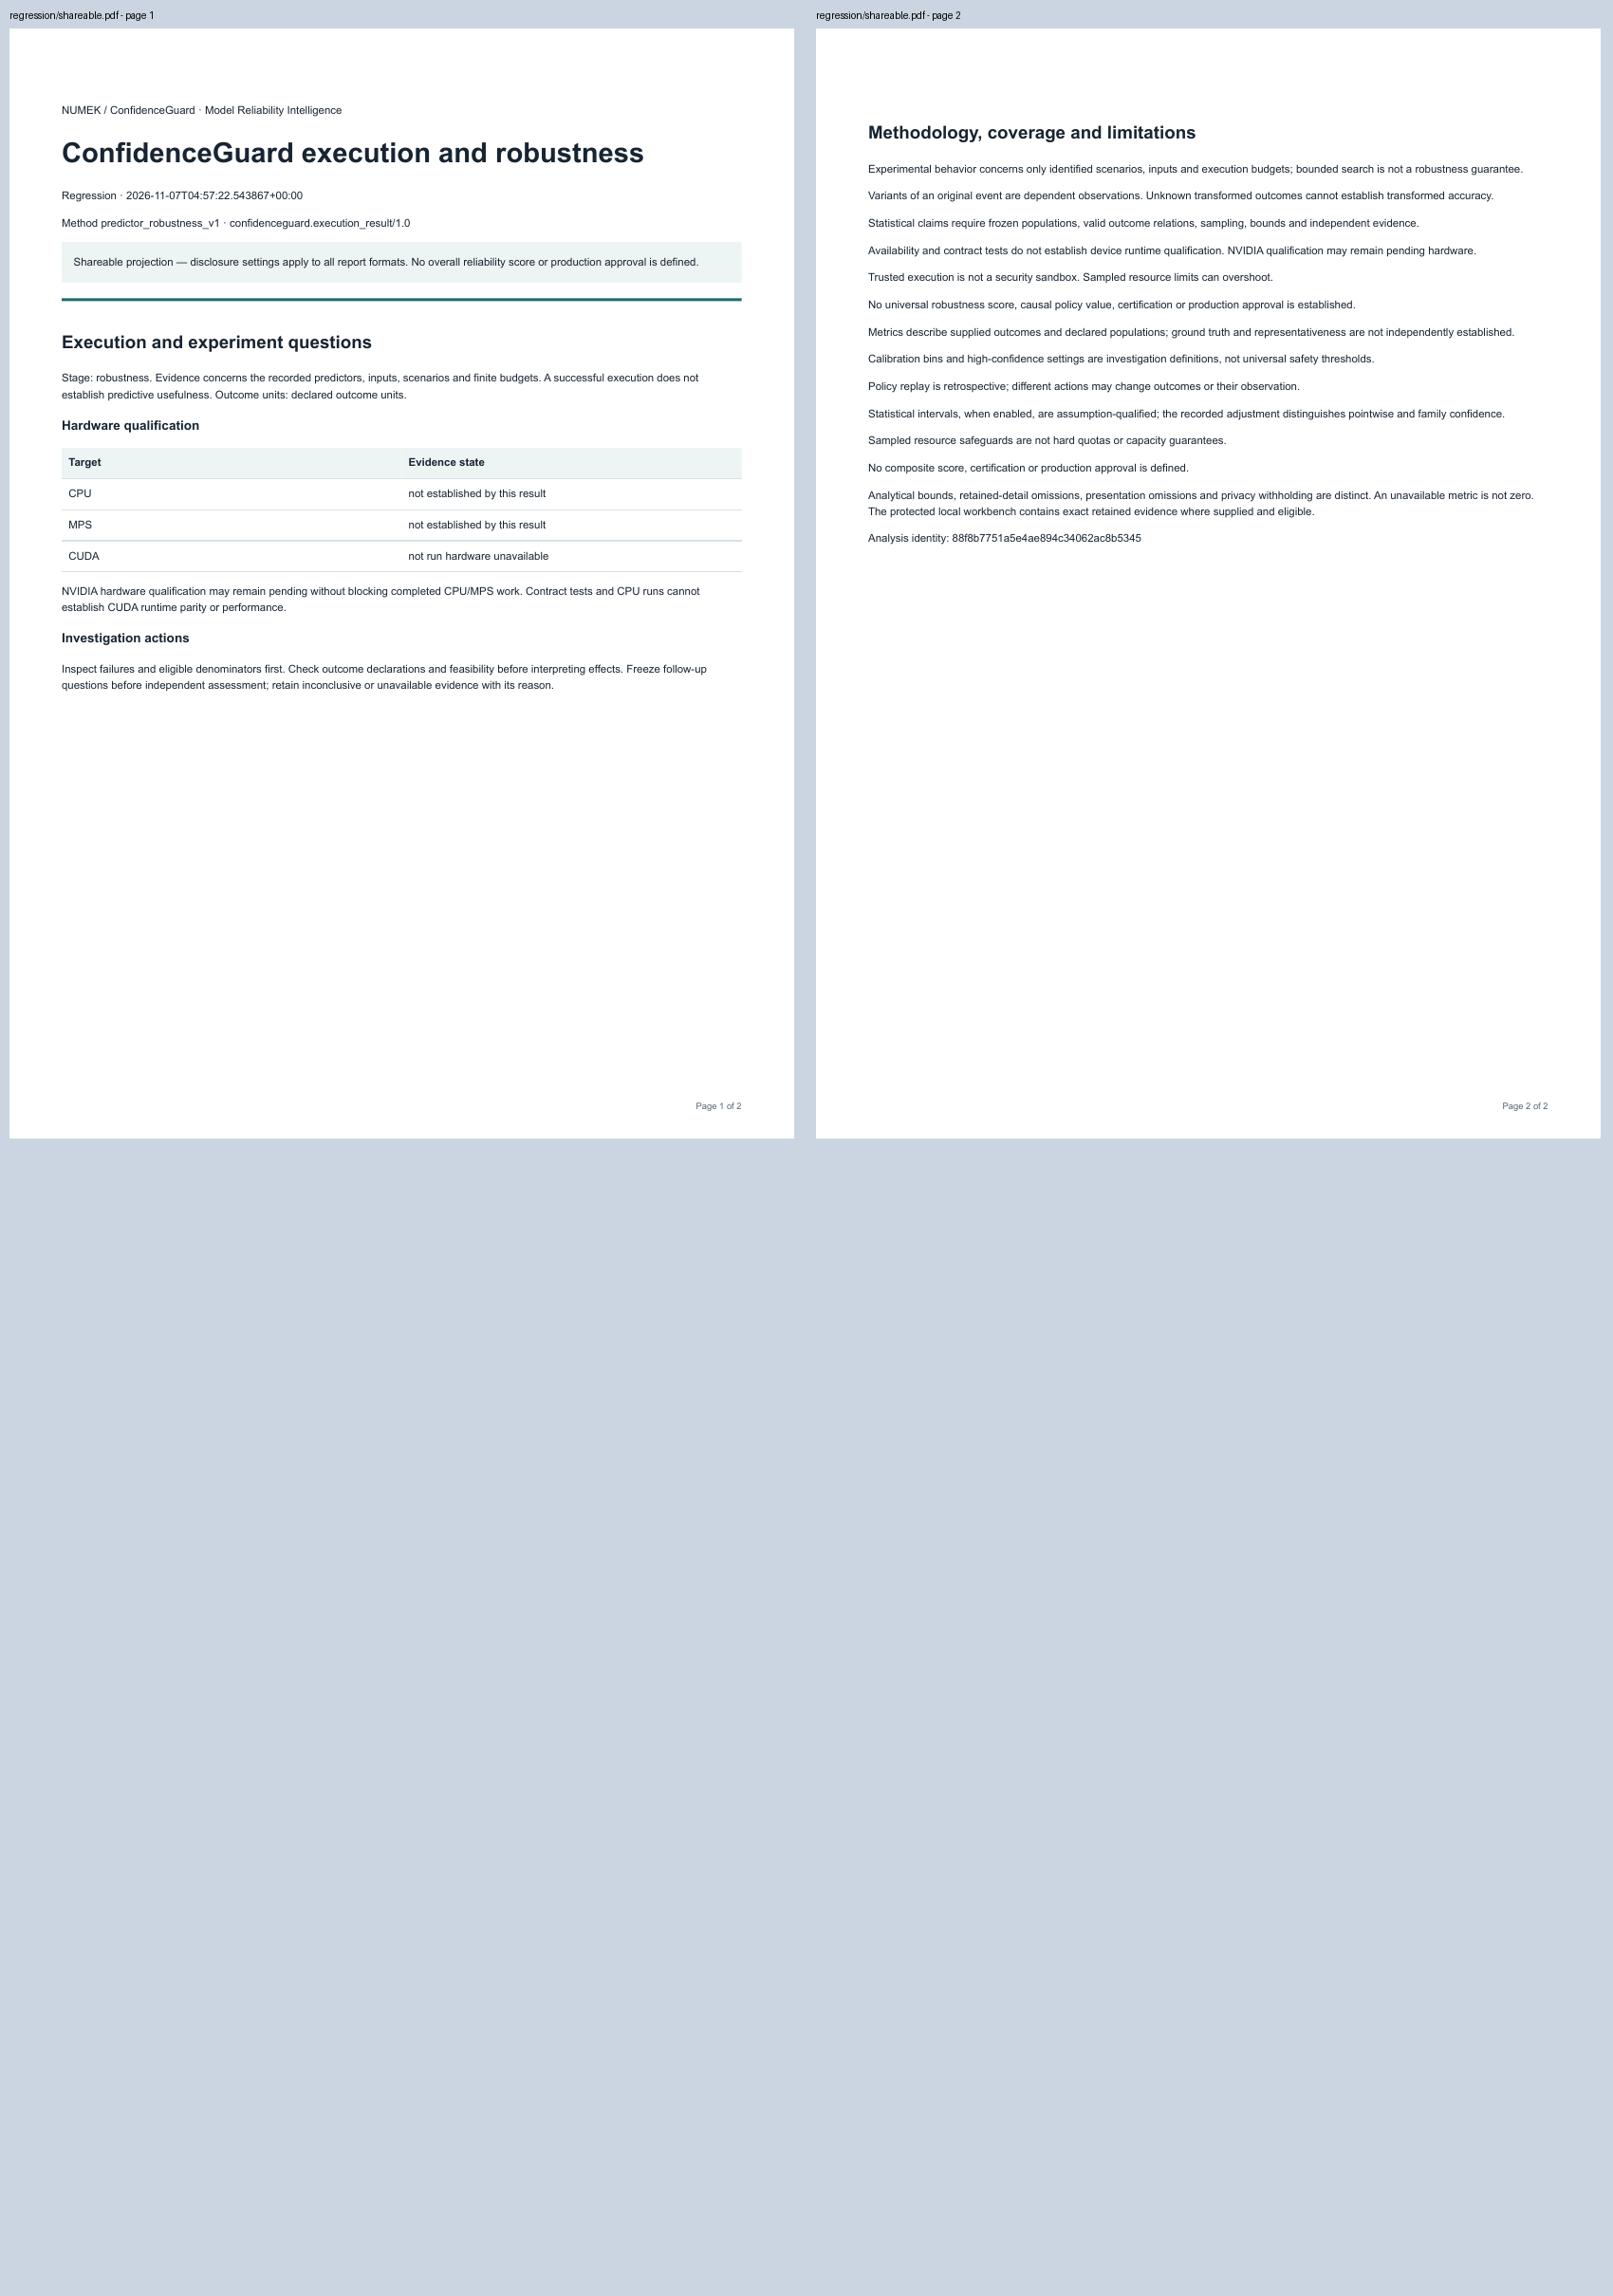 regression/shareable.pdf - page 1
NUMEK / ConfidenceGuard · Model Reliability Intelligence
ConfidenceGuard execution and robustness
Regression · 2026-11-07T04:57:22.543867+00:00
Method predictor_robustness_v1 · confidenceguard.execution_result/1.0
Shareable projection — disclosure settings apply to all report formats. No overall reliability score or production approval is defined.
Execution and experiment questions
Stage: robustness. Evidence concerns the recorded predictors, inputs, scenarios and finite budgets. A successful execution does not
establish predictive usefulness. Outcome units: declared outcome units.
Hardware qualification
Target Evidence state
CPU not established by this result
MPS not established by this result
CUDA not run hardware unavailable
NVIDIA hardware qualification may remain pending without blocking completed CPU/MPS work. Contract tests and CPU runs cannot
establish CUDA runtime parity or performance.
Investigation actions
Inspect failures and eligible denominators first. Check outcome declarations and feasibility before interpreting effects. Freeze follow-up
questions before independent assessment; retain inconclusive or unavailable evidence with its reason.
Page 1 of 2
regression/shareable.pdf - page 2
Methodology, coverage and limitations
Experimental behavior concerns only identified scenarios, inputs and execution budgets; bounded search is not a robustness guarantee.
Variants of an original event are dependent observations. Unknown transformed outcomes cannot establish transformed accuracy.
Statistical claims require frozen populations, valid outcome relations, sampling, bounds and independent evidence.
Availability and contract tests do not establish device runtime qualification. NVIDIA qualification may remain pending hardware.
Trusted execution is not a security sandbox. Sampled resource limits can overshoot.
No universal robustness score, causal policy value, certification or production approval is established.
Metrics describe supplied outcomes and declared populations; ground truth and representativeness are not independently established.
Calibration bins and high-confidence settings are investigation definitions, not universal safety thresholds.
Policy replay is retrospective; different actions may change outcomes or their observation.
Statistical intervals, when enabled, are assumption-qualified; the recorded adjustment distinguishes pointwise and family confidence.
Sampled resource safeguards are not hard quotas or capacity guarantees.
No composite score, certification or production approval is defined.
Analytical bounds, retained-detail omissions, presentation omissions and privacy withholding are distinct. An unavailable metric is not zero.
The protected local workbench contains exact retained evidence where supplied and eligible.
Analysis identity: 88f8b7751a5e4ae894c34062ac8b5345
Page 2 of 2